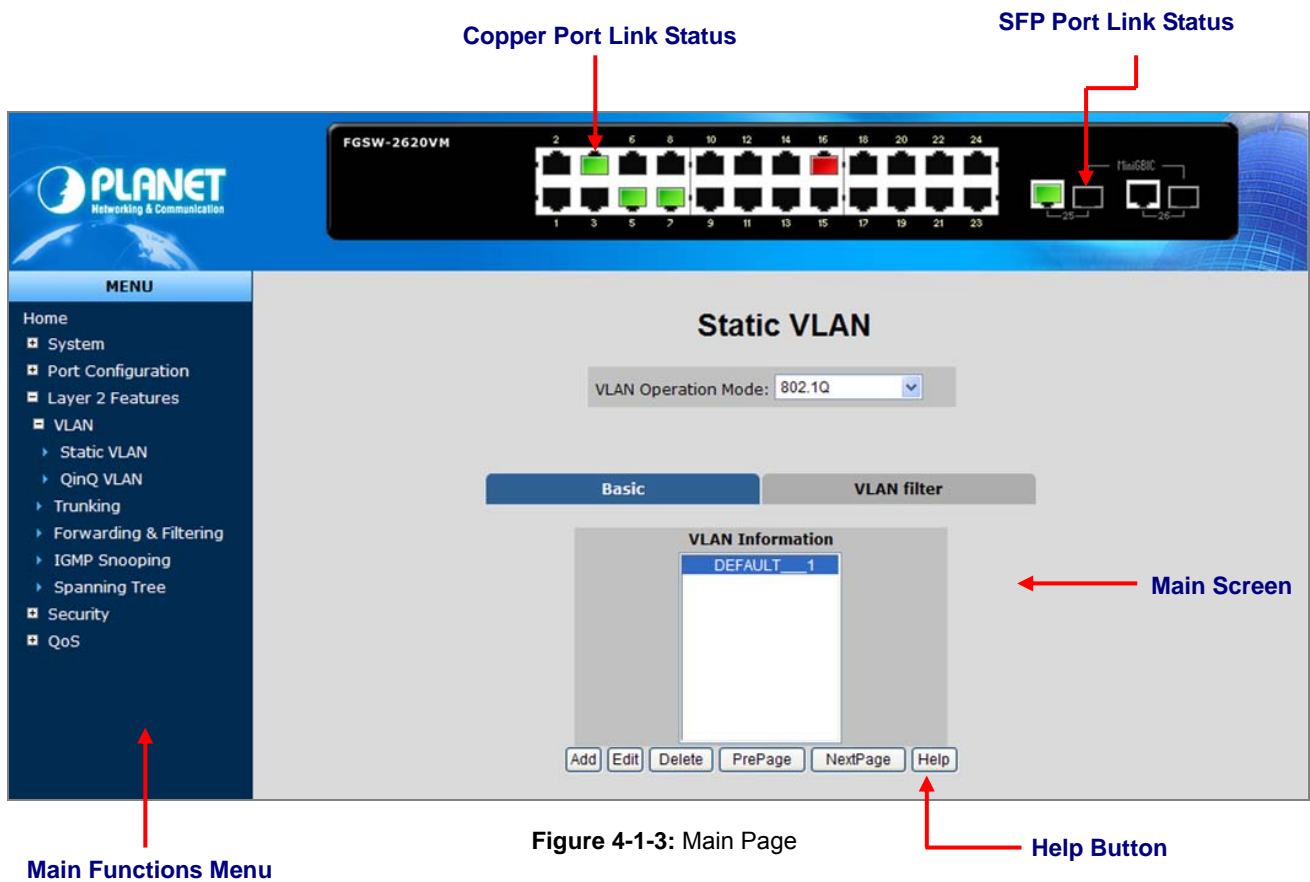 Copper Port Link Status
SFP Port Link Status
FGSW-2620VM
2 6 8 10 12 14 16 18 20 22 24
MiniGBIC
1 3 5 7 9 11 13 15 17 19 21 23
25 26
PLANET
Networking & Communication
MENU
Home
System
Port Configuration
Layer 2 Features
VLAN
Static VLAN
QinQ VLAN
Trunking
Forwarding & Filtering
IGMP Snooping
Spanning Tree
Security
QoS
Static VLAN
VLAN Operation Mode: 802.1Q
Basic VLAN filter
VLAN Information
DEFAULT___1
Main Screen
Add Edit Delete PrePage NextPage Help
Figure 4-1-3: Main Page
Help Button
Main Functions Menu